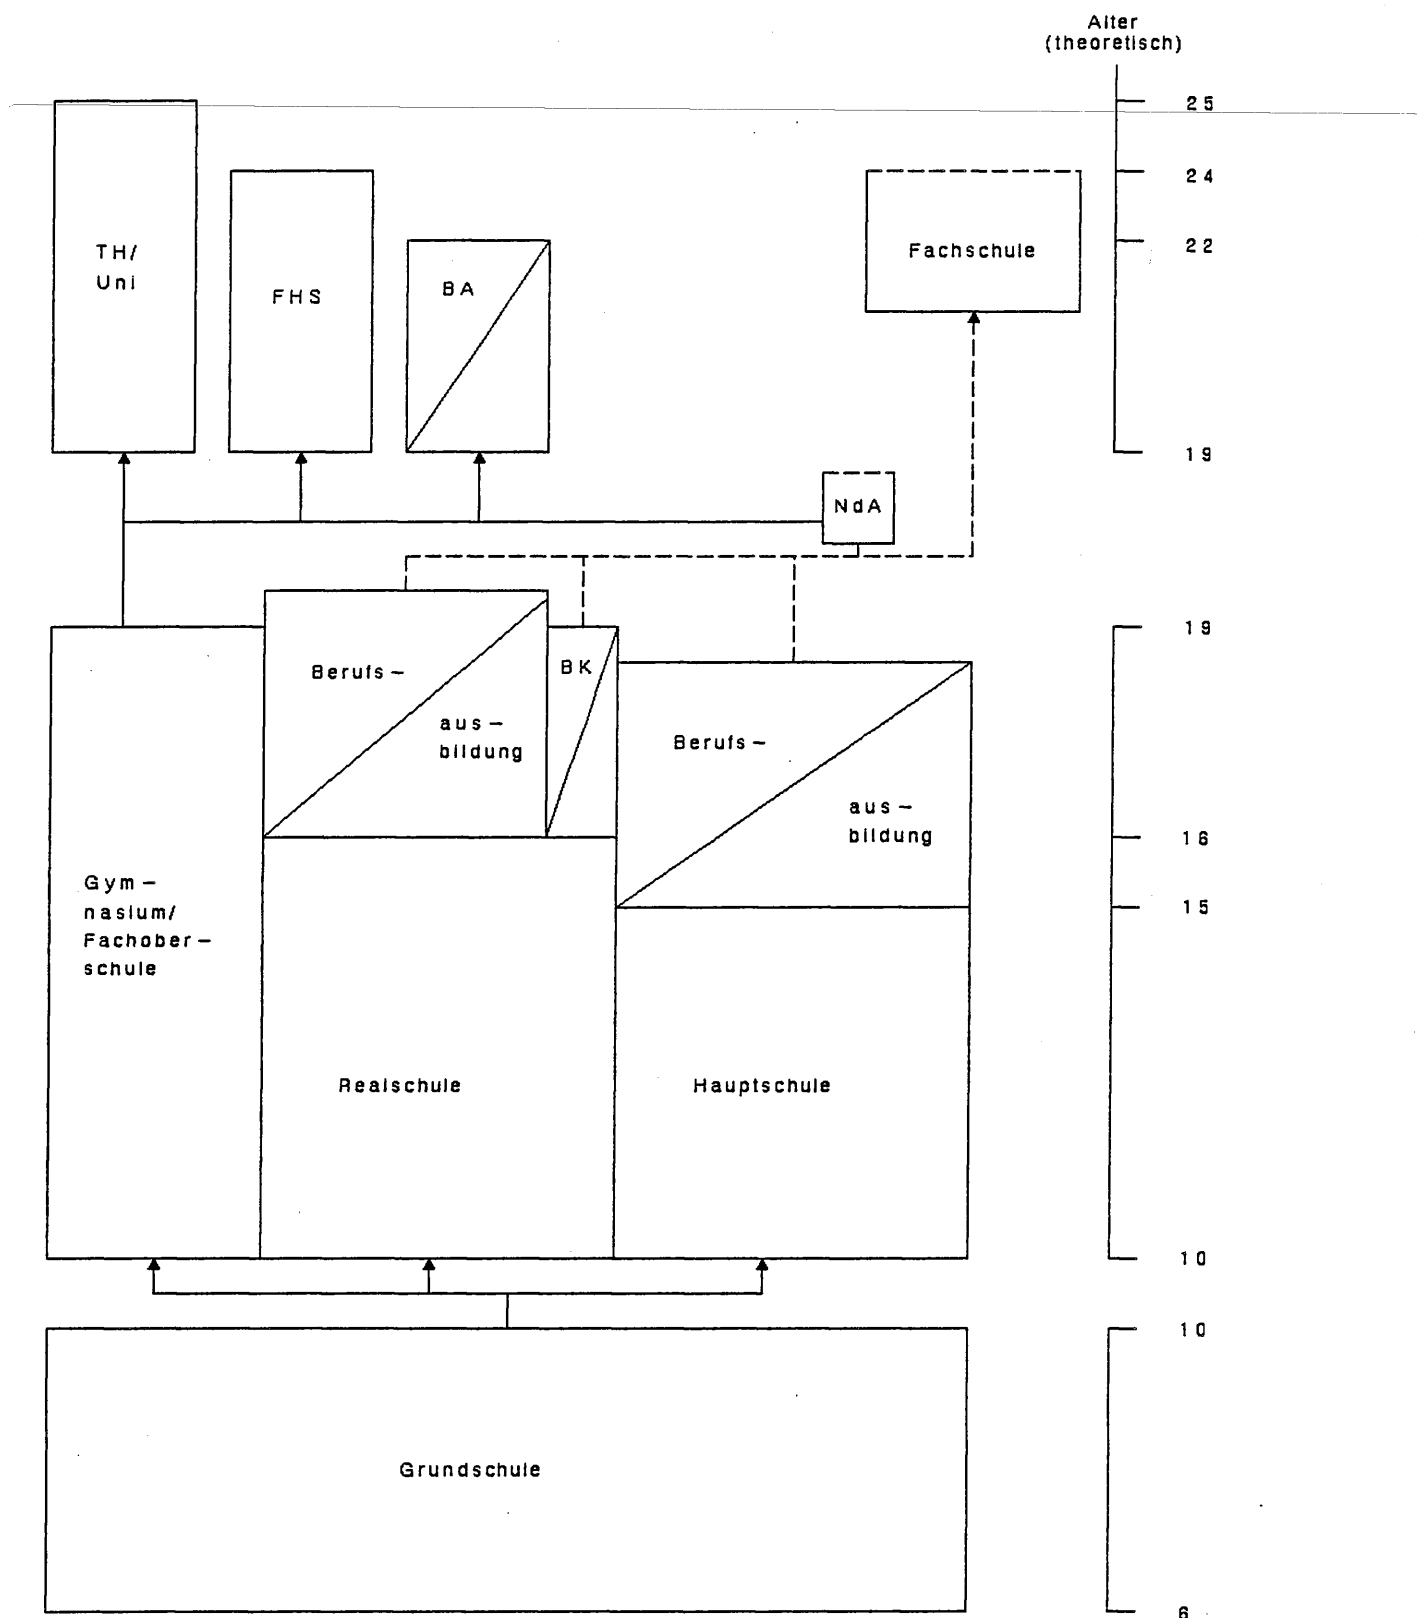 Alter
(theoretisch)
25
24
22
19
TH/
Uni
FHS
BA
Fachschule
NdA
19
16
15
10
Berufs-
aus-
bildung
BK
Berufs-
aus-
bildung
Gym-
nasium/
Fachober-
schule
Realschule
Hauptschule
10
6
Grundschule